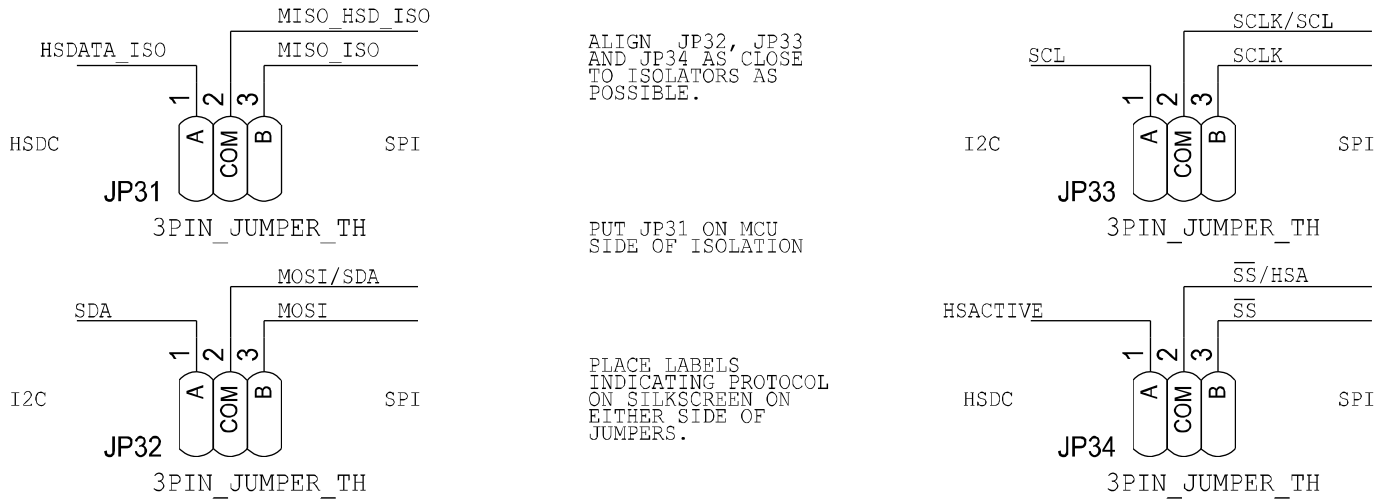 MISO_HSD_ISO
HSDATA_ISO
MISO_ISO
1
2
3
A
COM
B
HSDC
SPI
JP31
3PIN_JUMPER_TH
MOSI/SDA
SDA
MOSI
1
2
3
A
COM
B
I2C
SPI
JP32
3PIN_JUMPER_TH
ALIGN JP32, JP33
AND JP34 AS CLOSE
TO ISOLATORS AS
POSSIBLE.
PUT JP31 ON MCU
SIDE OF ISOLATION
PLACE LABELS
INDICATING PROTOCOL
ON SILKSCREEN ON
EITHER SIDE OF
JUMPERS.
SCLK/SCL
SCL
SCLK
1
2
3
A
COM
B
I2C
SPI
JP33
3PIN_JUMPER_TH
S̅S̅/HSA
HSACTIVE
S̅S̅
1
2
3
A
COM
B
HSDC
SPI
JP34
3PIN_JUMPER_TH